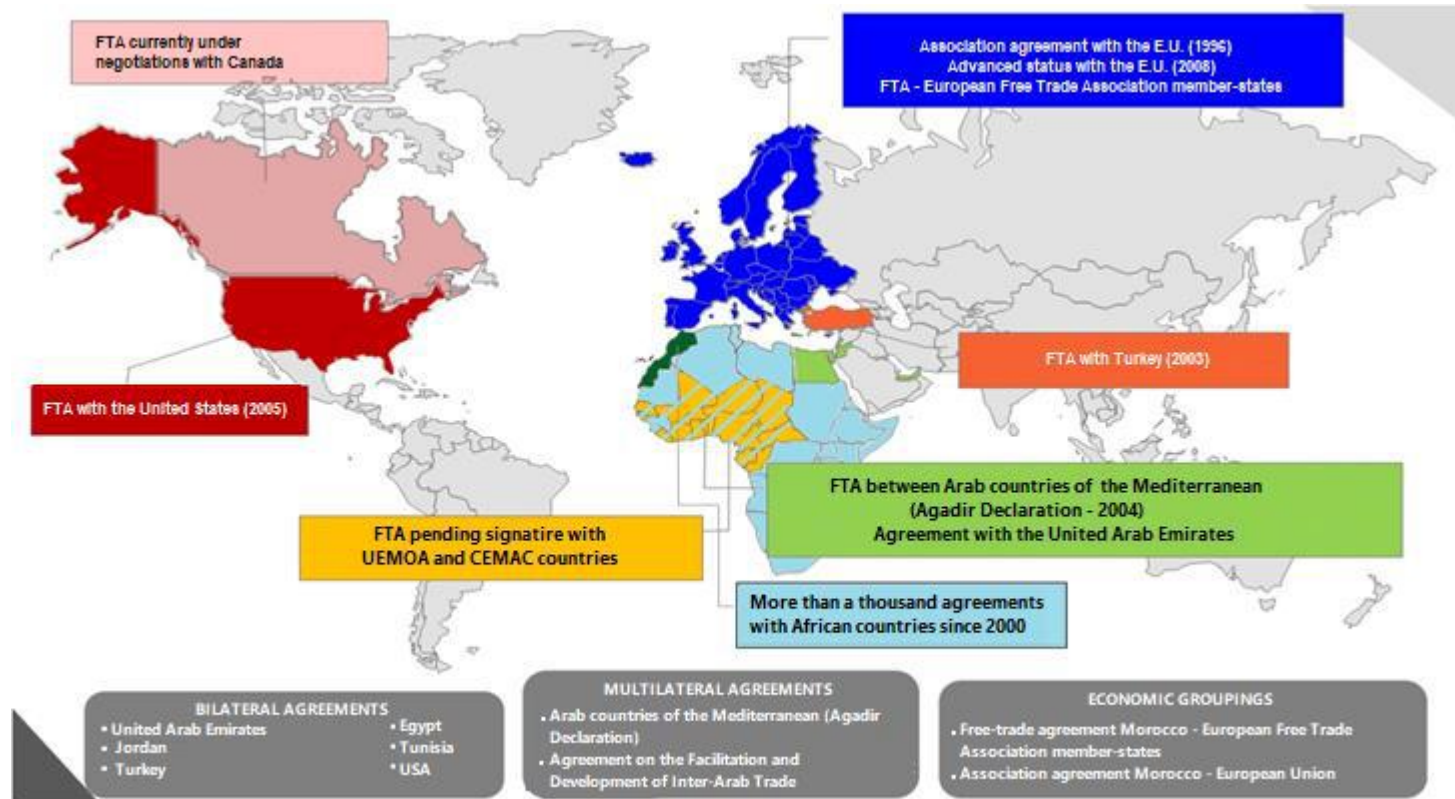 FTA currently under
negotiations with Canada
Association agreement with the E.U. (1996)
Advanced status with the E.U. (2008)
FTA - European Free Trade Association member-states
FTA with Turkey (2003)
FTA with the United States (2005)
FTA between Arab countries of the Mediterranean
(Agadir Declaration - 2004)
Agreement with the United Arab Emirates
FTA pending signatire with
UEMOA and CEMAC countries
More than a thousand agreements
with African countries since 2000
BILATERAL AGREEMENTS
• United Arab Emirates
• Jordan
• Turkey
• Egypt
• Tunisia
• USA
MULTILATERAL AGREEMENTS
• Arab countries of the Mediterranean (Agadir
Declaration)
• Agreement on the Facilitation and
Development of Inter-Arab Trade
ECONOMIC GROUPINGS
• Free-trade agreement Morocco - European Free Trade
Association member-states
• Association agreement Morocco - European Union